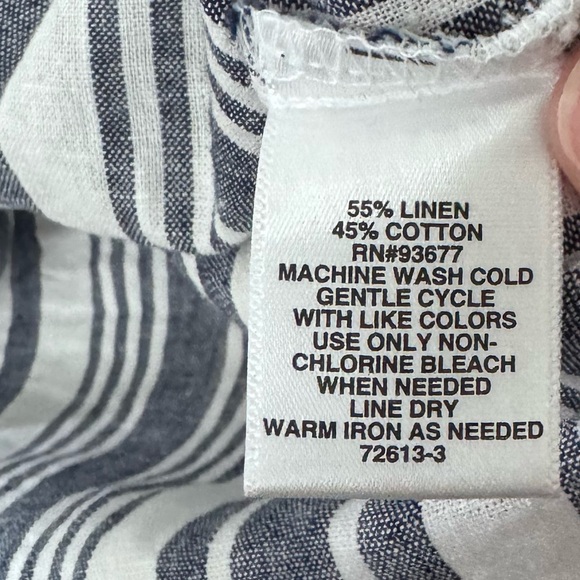 55% LINEN
45% COTTON
RN#93677
MACHINE WASH COLD
GENTLE CYCLE
WITH LIKE COLORS
USE ONLY NON-
CHLORINE BLEACH
WHEN NEEDED
LINE DRY
WARM IRON AS NEEDED
72613-3